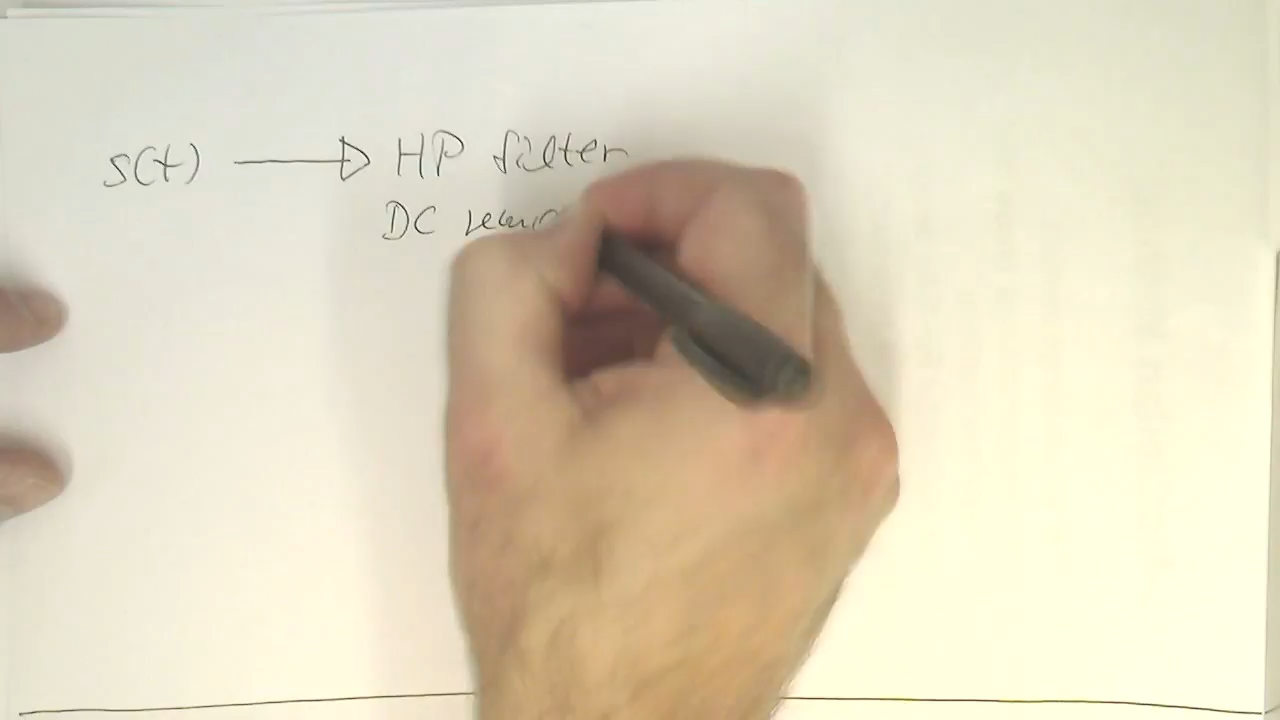 s(t) → HP filter
DC